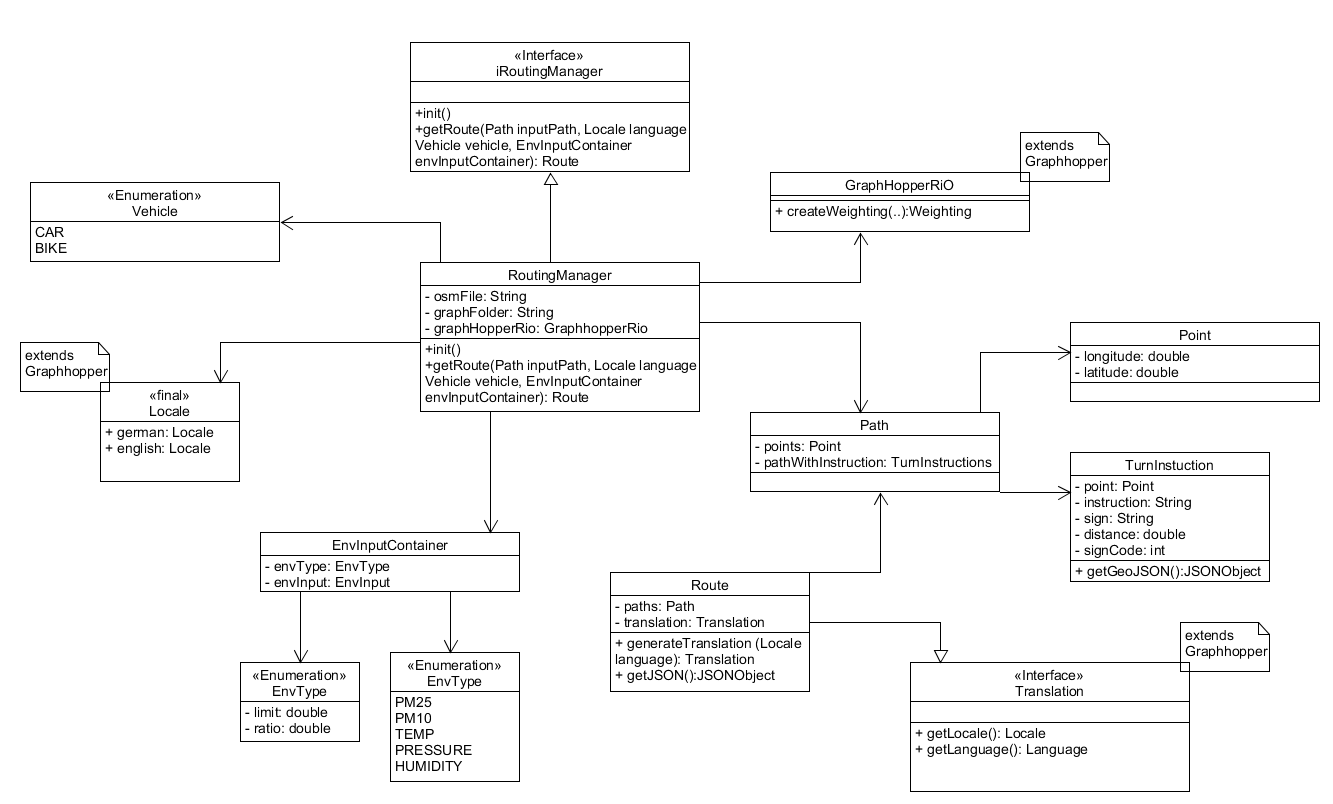 «Interface»
iRoutingManager
+init()
+getRoute(Path inputPath, Locale language
Vehicle vehicle, EnvInputContainer
envInputContainer): Route
extends
Graphhopper
GraphHopperRiO
+ createWeighting(..):Weighting
«Enumeration»
Vehicle
CAR
BIKE
RoutingManager
- osmFile: String
- graphFolder: String
- graphHopperRio: GraphhopperRio
+init()
+getRoute(Path inputPath, Locale language
Vehicle vehicle, EnvInputContainer
envInputContainer): Route
extends
Graphhopper
«final»
Locale
+ german: Locale
+ english: Locale
Point
- longitude: double
- latitude: double
Path
- points: Point
- pathWithInstruction: TurnInstructions
TurnInstuction
- point: Point
- instruction: String
- sign: String
- distance: double
- signCode: int
+ getGeoJSON():JSONObject
EnvInputContainer
- envType: EnvType
- envInput: EnvInput
Route
- paths: Path
- translation: Translation
+ generateTranslation (Locale
language): Translation
+ getJSON():JSONObject
«Enumeration»
EnvType
- limit: double
- ratio: double
«Enumeration»
EnvType
PM25
PM10
TEMP
PRESSURE
HUMIDITY
extends
Graphhopper
«Interface»
Translation
+ getLocale(): Locale
+ getLanguage(): Language